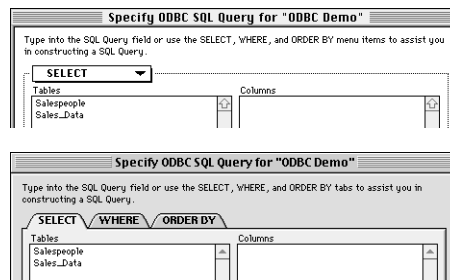 Specify ODBC SQL Query for "ODBC Demo"
Type into the SQL Query field or use the SELECT, WHERE, and ORDER BY menu items to assist you
in constructing a SQL Query.
SELECT
Tables Columns
Salespeople
Sales_Data
Specify ODBC SQL Query for "ODBC Demo"
Type into the SQL Query field or use the SELECT, WHERE, and ORDER BY tabs to assist you in
constructing a SQL Query.
SELECT WHERE ORDER BY
Tables Columns
Salespeople
Sales_Data